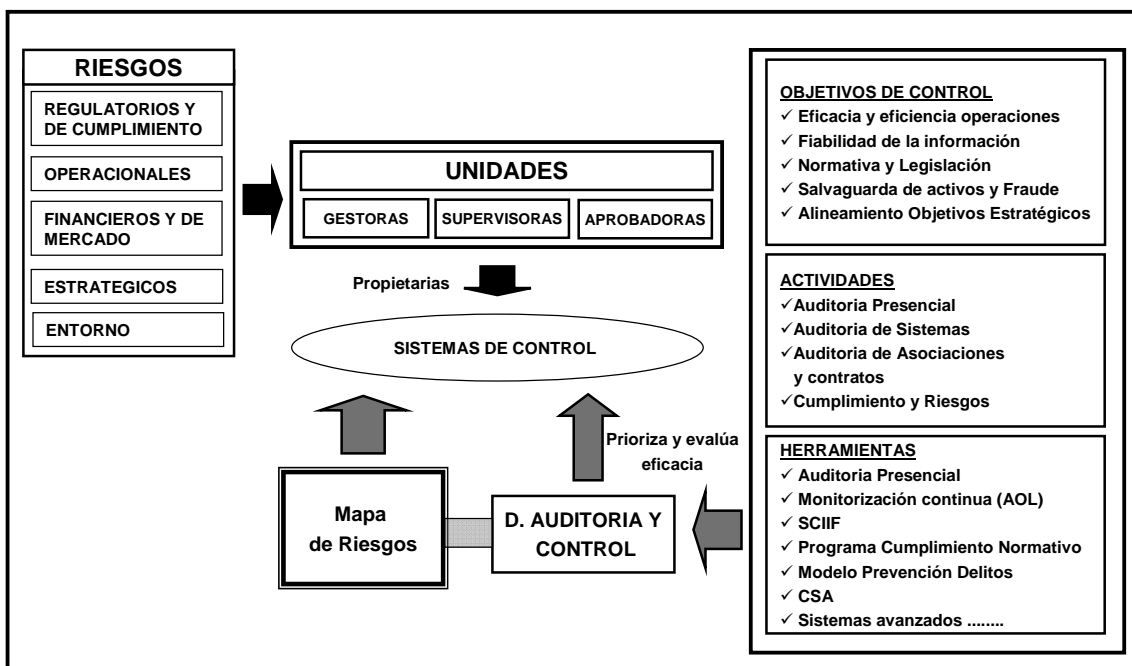 RIESGOS
REGULATORIOS Y
DE CUMPLIMIENTO
OPERACIONALES
FINANCIEROS Y DE
MERCADO
ESTRATEGICOS
ENTORNO
UNIDADES
GESTORAS
SUPERVISORAS
APROBADORAS
Propietarias
SISTEMAS DE CONTROL
Prioriza y evalúa
eficacia
Mapa
de Riesgos
D. AUDITORIA Y
CONTROL
OBJETIVOS DE CONTROL
✓ Eficacia y eficiencia operaciones
✓ Fiabilidad de la información
✓ Normativa y Legislación
✓ Salvaguarda de activos y Fraude
✓ Alineamiento Objetivos Estratégicos
ACTIVIDADES
✓Auditoria Presencial
✓Auditoria de Sistemas
✓Auditoria de Asociaciones
y contratos
✓Cumplimiento y Riesgos
HERRAMIENTAS
✓ Auditoria Presencial
✓ Monitorización continua (AOL)
✓ SCIIF
✓ Programa Cumplimiento Normativo
✓ Modelo Prevención Delitos
✓ CSA
✓ Sistemas avanzados ........